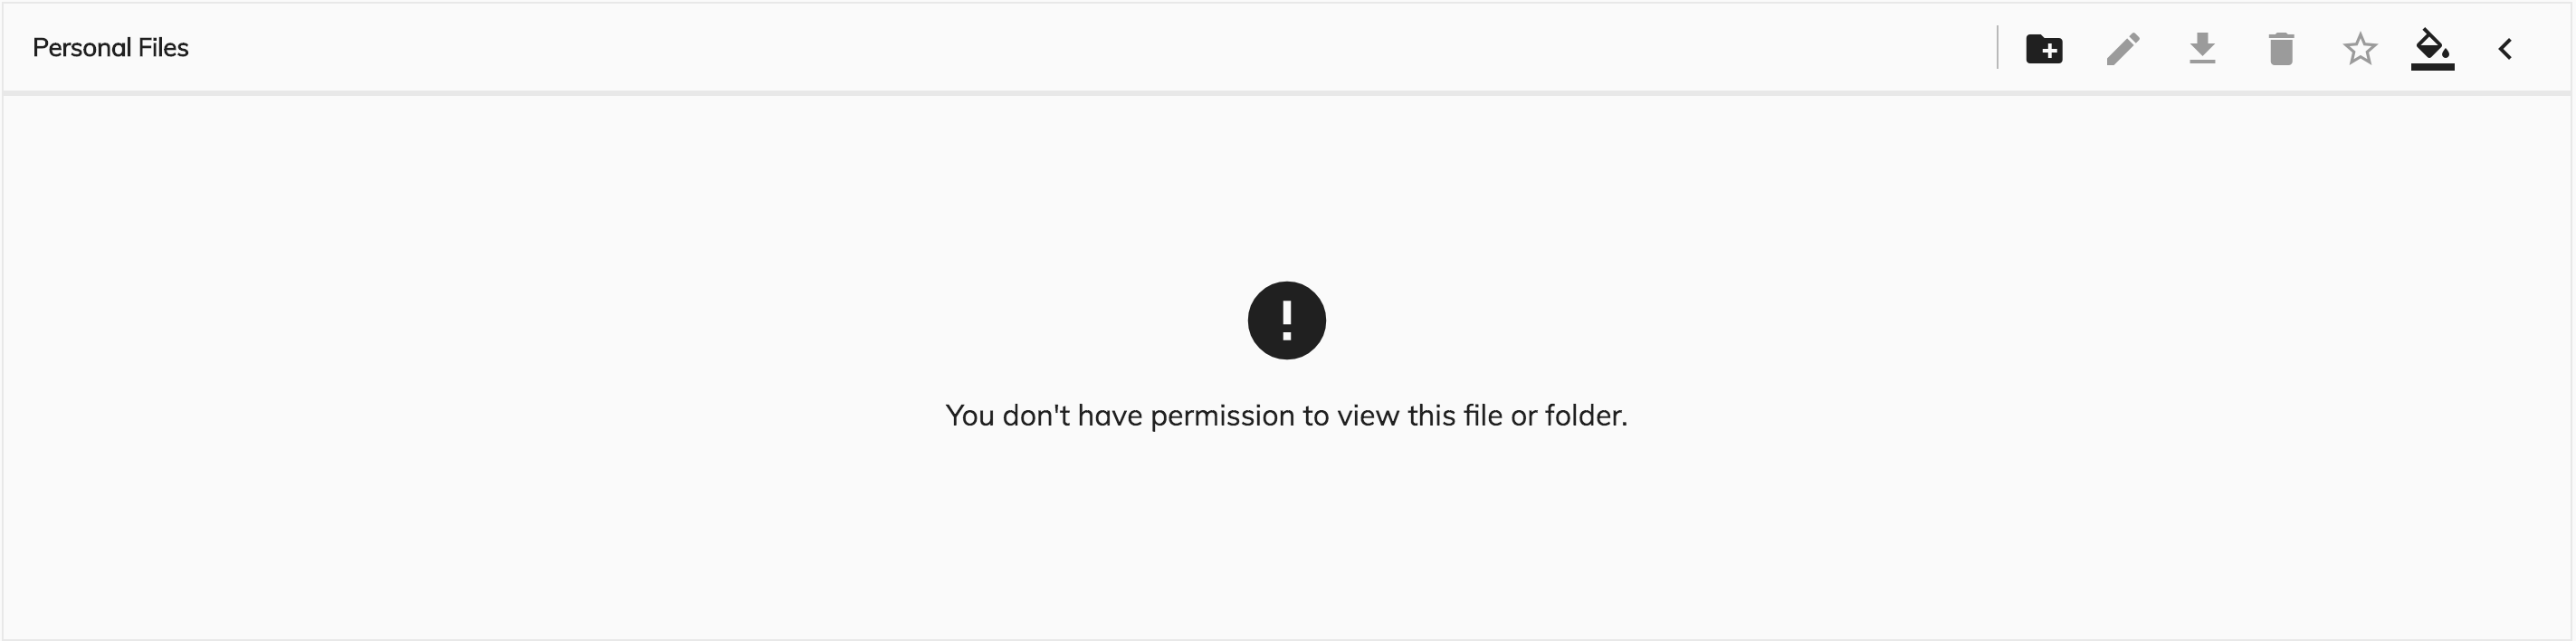 Personal Files
You don't have permission to view this file or folder.